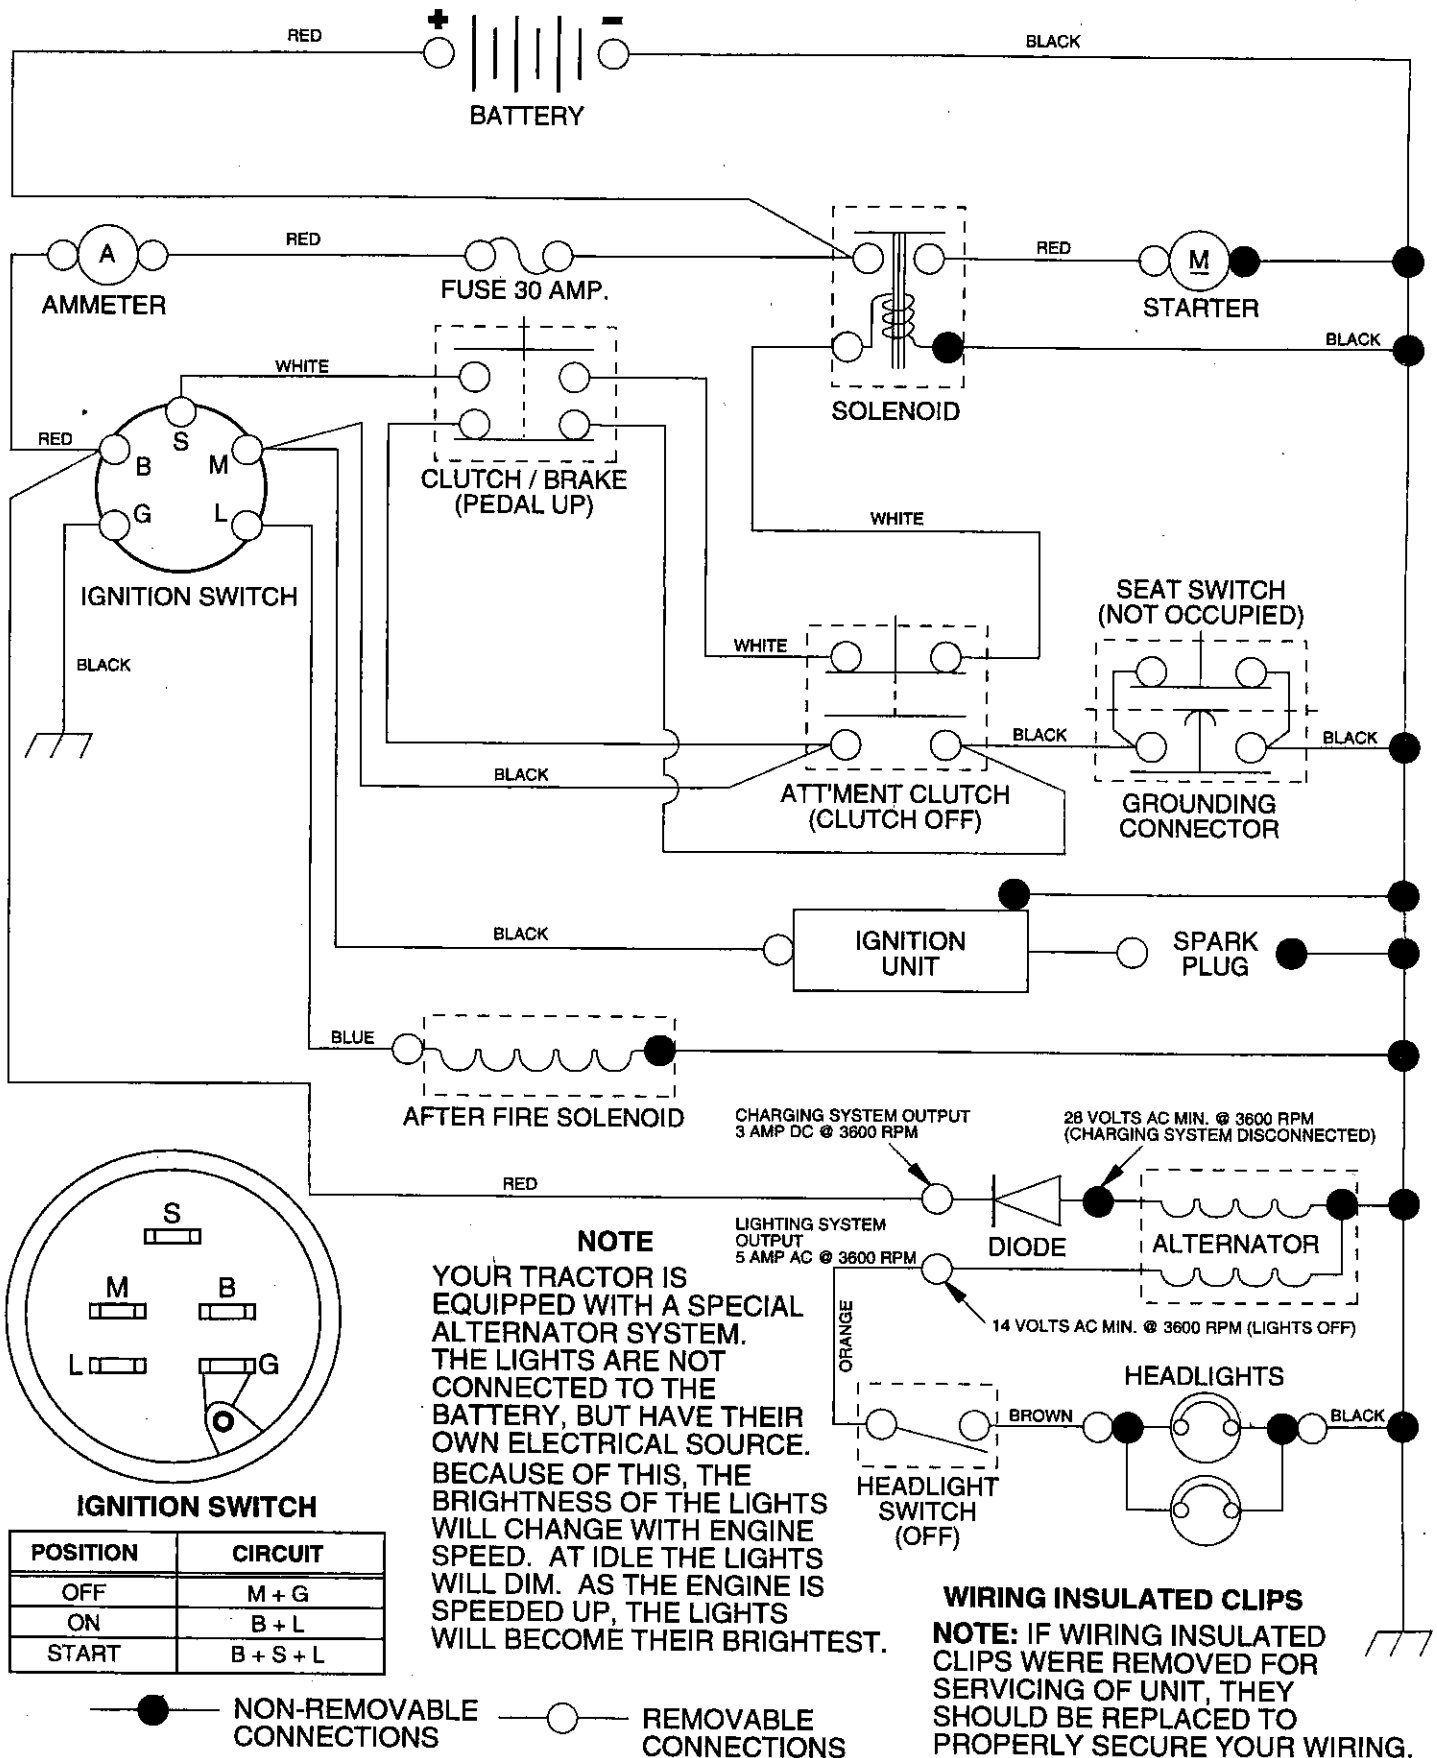 + -
RED
BLACK
BATTERY
A
RED
RED
M
AMMETER
FUSE 30 AMP.
STARTER
WHITE
BLACK
SOLENOID
RED
S
B
M
G
L
CLUTCH / BRAKE
(PEDAL UP)
WHITE
IGNITION SWITCH
SEAT SWITCH
(NOT OCCUPIED)
WHITE
BLACK
BLACK
BLACK
BLACK
ATT'MENT CLUTCH
(CLUTCH OFF)
GROUNDING
CONNECTOR
BLACK
IGNITION
UNIT
SPARK
PLUG
BLUE
AFTER FIRE SOLENOID
CHARGING SYSTEM OUTPUT
3 AMP DC @ 3600 RPM
28 VOLTS AC MIN. @ 3600 RPM
(CHARGING SYSTEM DISCONNECTED)
RED
LIGHTING SYSTEM
OUTPUT
5 AMP AC @ 3600 RPM
DIODE
ALTERNATOR
14 VOLTS AC MIN. @ 3600 RPM (LIGHTS OFF)
ORANGE
HEADLIGHTS
BROWN
BLACK
HEADLIGHT
SWITCH
(OFF)
S
M B
L G
IGNITION SWITCH
POSITION CIRCUIT
OFF M + G
ON B + L
START B + S + L
NOTE
YOUR TRACTOR IS
EQUIPPED WITH A SPECIAL
ALTERNATOR SYSTEM.
THE LIGHTS ARE NOT
CONNECTED TO THE
BATTERY, BUT HAVE THEIR
OWN ELECTRICAL SOURCE.
BECAUSE OF THIS, THE
BRIGHTNESS OF THE LIGHTS
WILL CHANGE WITH ENGINE
SPEED. AT IDLE THE LIGHTS
WILL DIM. AS THE ENGINE IS
SPEEDED UP, THE LIGHTS
WILL BECOME THEIR BRIGHTEST.
WIRING INSULATED CLIPS
NOTE: IF WIRING INSULATED
CLIPS WERE REMOVED FOR
SERVICING OF UNIT, THEY
SHOULD BE REPLACED TO
PROPERLY SECURE YOUR WIRING.
NON-REMOVABLE
CONNECTIONS
REMOVABLE
CONNECTIONS